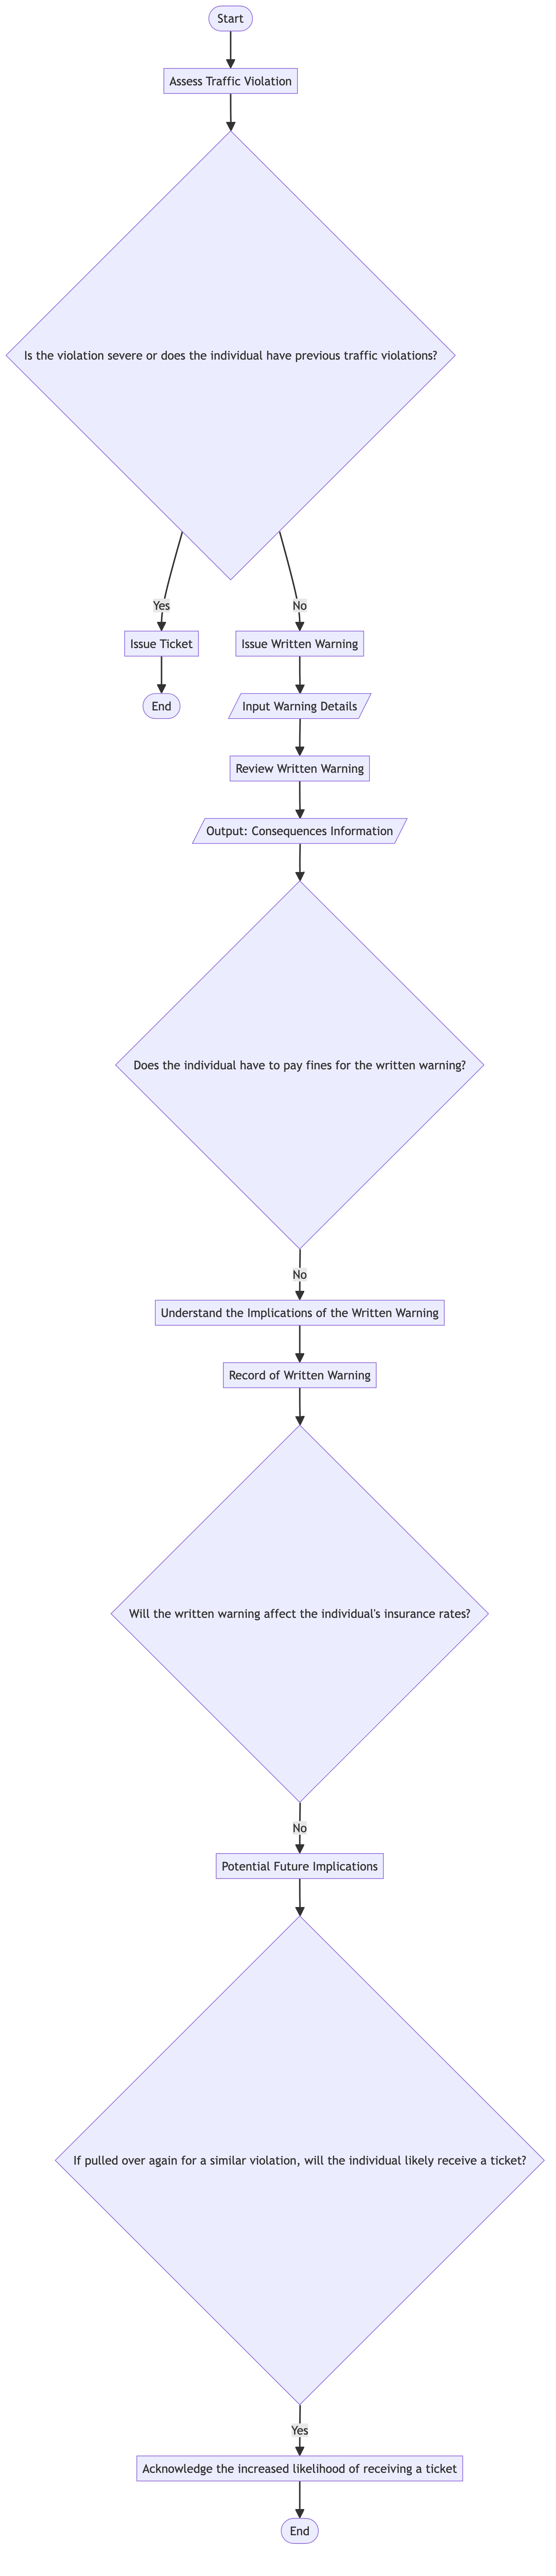 Start
Assess Traffic Violation
Is the violation severe or does the individual have previous traffic violations?
Yes
No
Issue Ticket
Issue Written Warning
End
Input Warning Details
Review Written Warning
Output: Consequences Information
Does the individual have to pay fines for the written warning?
No
Understand the Implications of the Written Warning
Record of Written Warning
Will the written warning affect the individual's insurance rates?
No
Potential Future Implications
If pulled over again for a similar violation, will the individual likely receive a ticket?
Yes
Acknowledge the increased likelihood of receiving a ticket
End